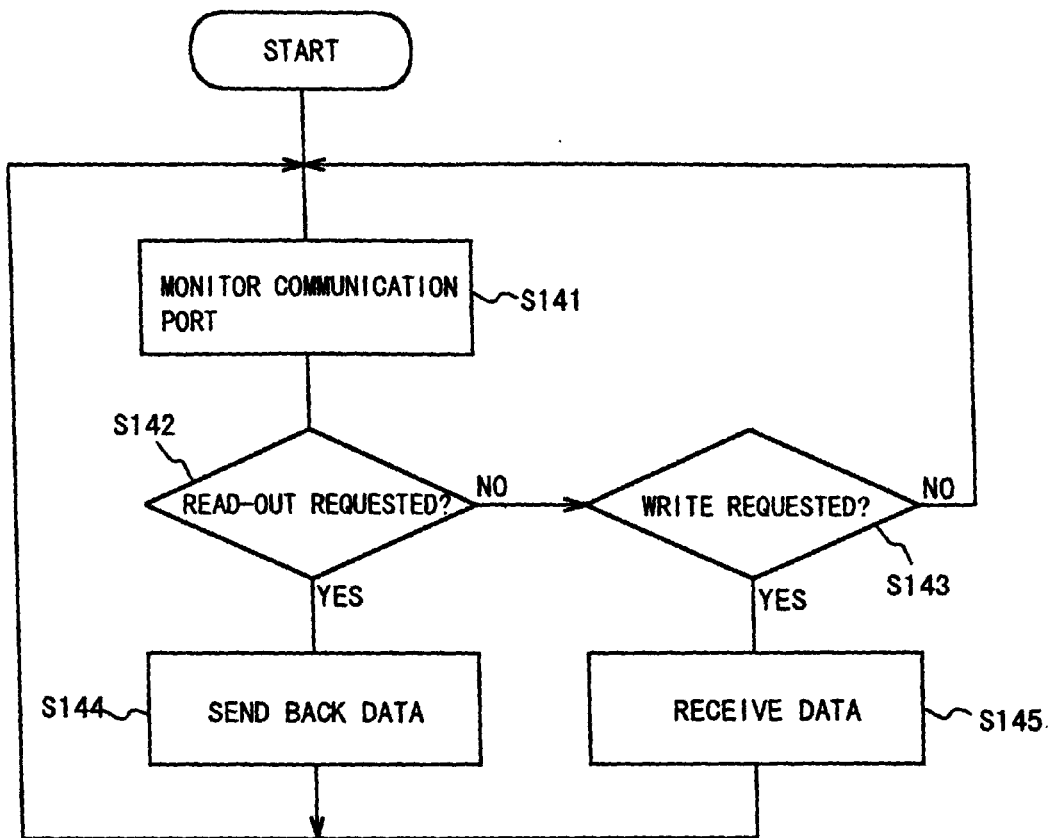 START
MONITOR COMMUNICATION
PORT
S141
S142
READ-OUT REQUESTED?
NO
WRITE REQUESTED?
NO
S143
YES
YES
S144
SEND BACK DATA
RECEIVE DATA
S145